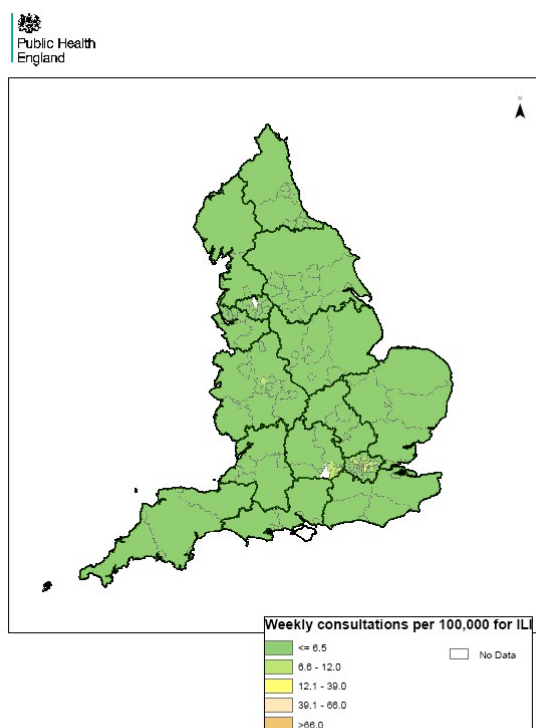 Public Health
England
N
Weekly consultations per 100,000 for ILI
<= 6.5
6.6 - 12.0
12.1 - 39.0
39.1 - 66.0
>66.0
No Data